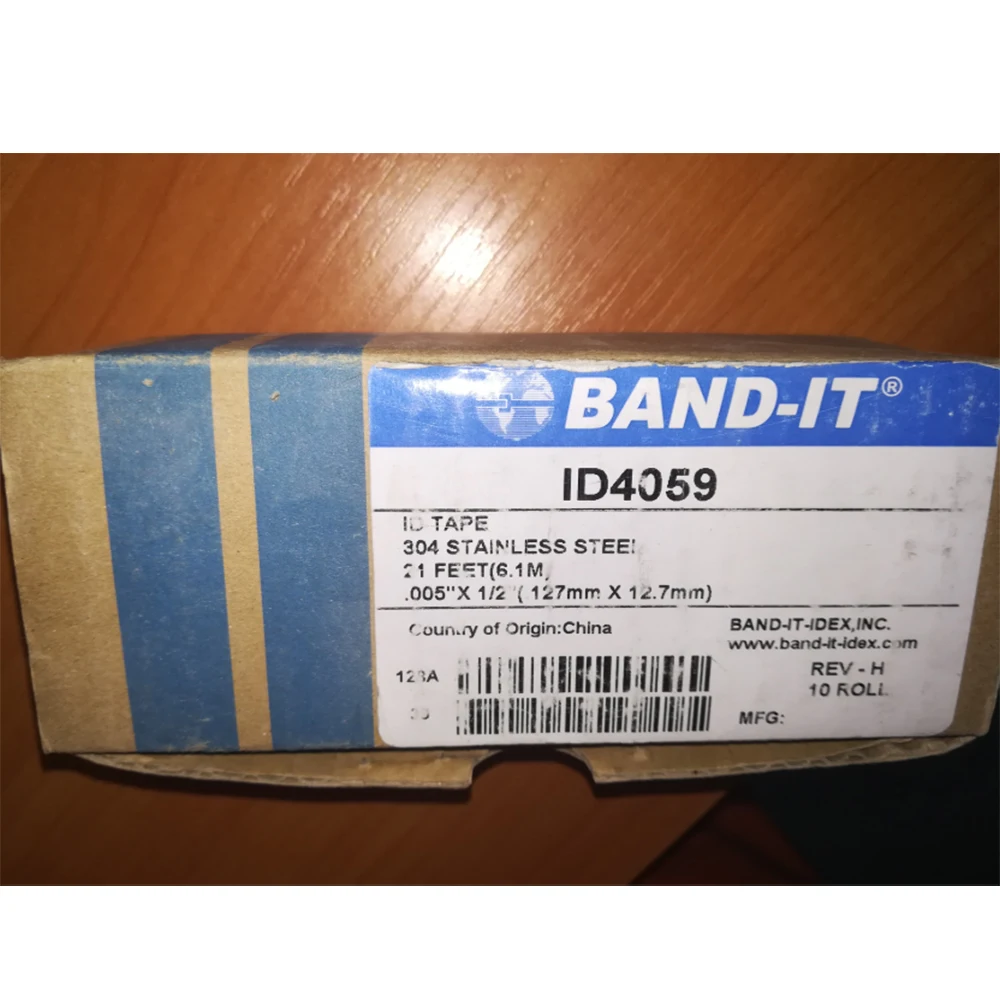 BAND-IT®
ID4059
ID TAPE
304 STAINLESS STEEL
21 FEET(6.1M)
.005"X 1/2"( 127mm X 12.7mm)
Country of Origin:China
BAND-IT-IDEX,INC.
www.band-it-idex.com
REV - H
10 ROLL
128A
MFG: